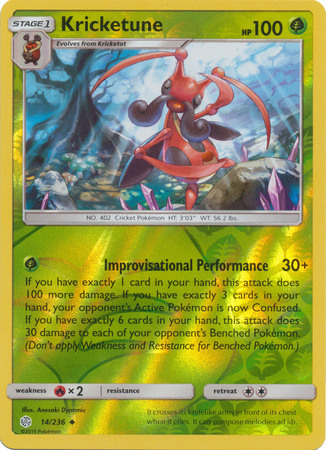 STAGE 1
Kricketune
HP 100
Evolves from Kricketot
NO. 402 Cricket Pokémon HT: 3'03" WT: 56.2 lbs.
Improvisational Performance 30+
If you have exactly 1 card in your hand, this attack does
100 more damage. If you have exactly 3 cards in your
hand, your opponent's Active Pokémon is now Confused.
If you have exactly 6 cards in your hand, this attack does
30 damage to each of your opponent's Benched Pokémon.
(Don't apply Weakness and Resistance for Benched Pokémon.)
weakness ×2 resistance retreat
Illus. Anesaki Dynamic
14/236
©2019 Pokémon
It crosses its knifelike arms in front of its chest
when it cries. It can compose melodies ad lib.